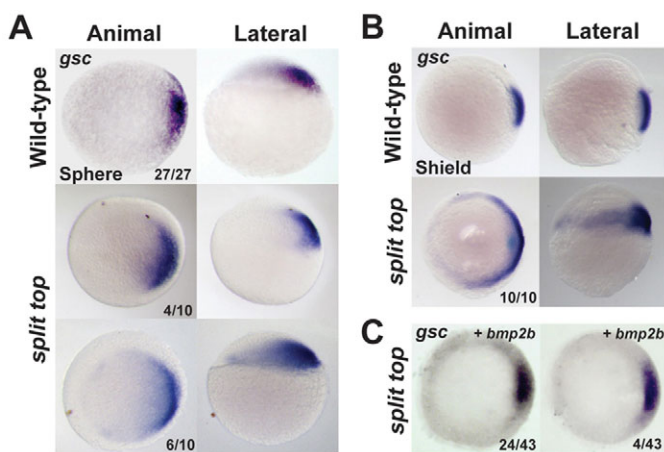 A
Animal
Lateral
Wild-type
gsc
Sphere
27/27
split top
4/10
6/10
B
Animal
Lateral
Wild-type
gsc
Shield
split top
10/10
C
split top
gsc
+ bmp2b
24/43
+ bmp2b
4/43